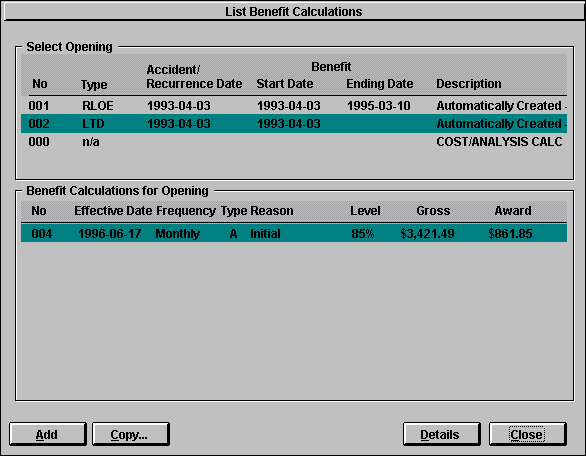 List Benefit Calculations
Select Opening
Accident/ Benefit
No Type Recurrence Date Start Date Ending Date Description
001 RLOE 1993-04-03 1993-04-03 1995-03-10 Automatically Created -
002 LTD 1993-04-03 1993-04-03 Automatically Created -
000 n/a COST/ANALYSIS CALC
Benefit Calculations for Opening
No Effective Date Frequency Type Reason Level Gross Award
004 1996-06-17 Monthly A Initial 85% $3,421.49 $861.85
Add Copy... Details Close